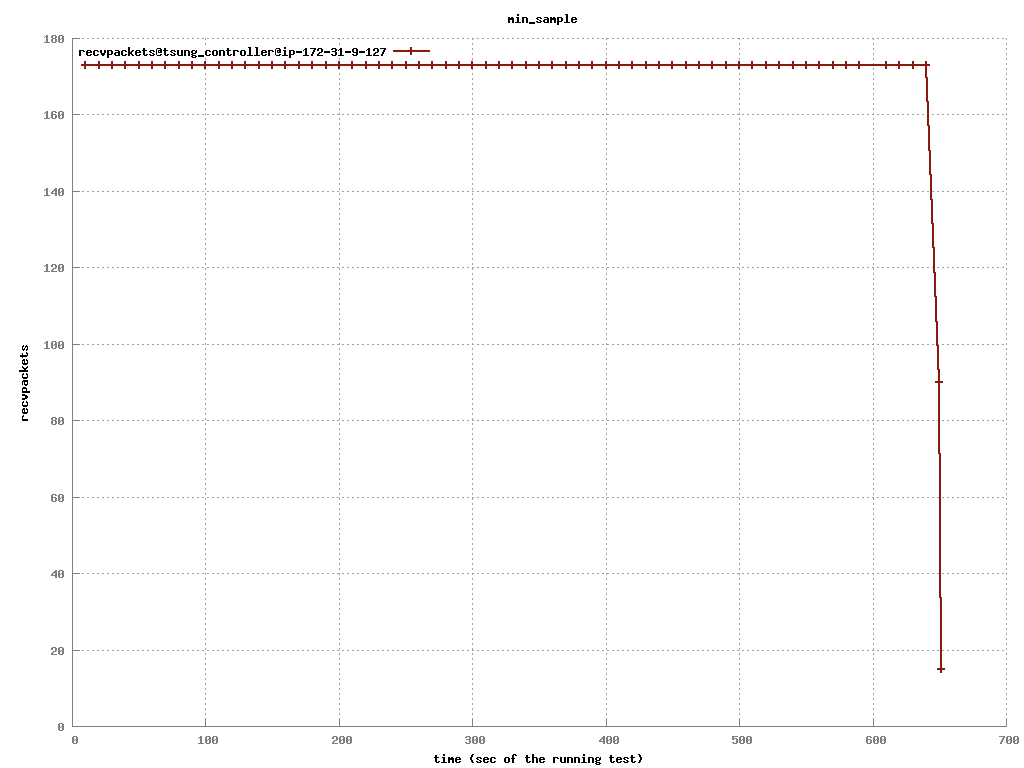 min_sample
recvpackets@tsung_controller@ip-172-31-9-127
180
160
140
120
100
80
60
40
20
0
recvpackets
0 100 200 300 400 500 600 700
time (sec of the running test)